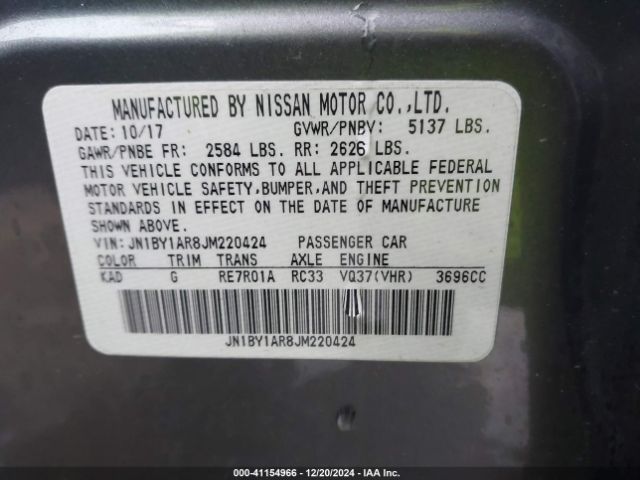 MANUFACTURED BY NISSAN MOTOR CO.,LTD.
DATE: 10/17 GVWR/PNBV: 5137 LBS.
GAWR/PNBE FR: 2584 LBS. RR: 2626 LBS.
THIS VEHICLE CONFORMS TO ALL APPLICABLE FEDERAL
MOTOR VEHICLE SAFETY,BUMPER,AND THEFT PREVENTION
STANDARDS IN EFFECT ON THE DATE OF MANUFACTURE
SHOWN ABOVE.
VIN: JN1BY1AR8JM220424 PASSENGER CAR
COLOR TRIM TRANS AXLE ENGINE
KAD G RE7R01A RC33 VQ37(VHR) 3696CC
JN1BY1AR8JM220424
000-41154966 - 12/20/2024 - IAA Inc.